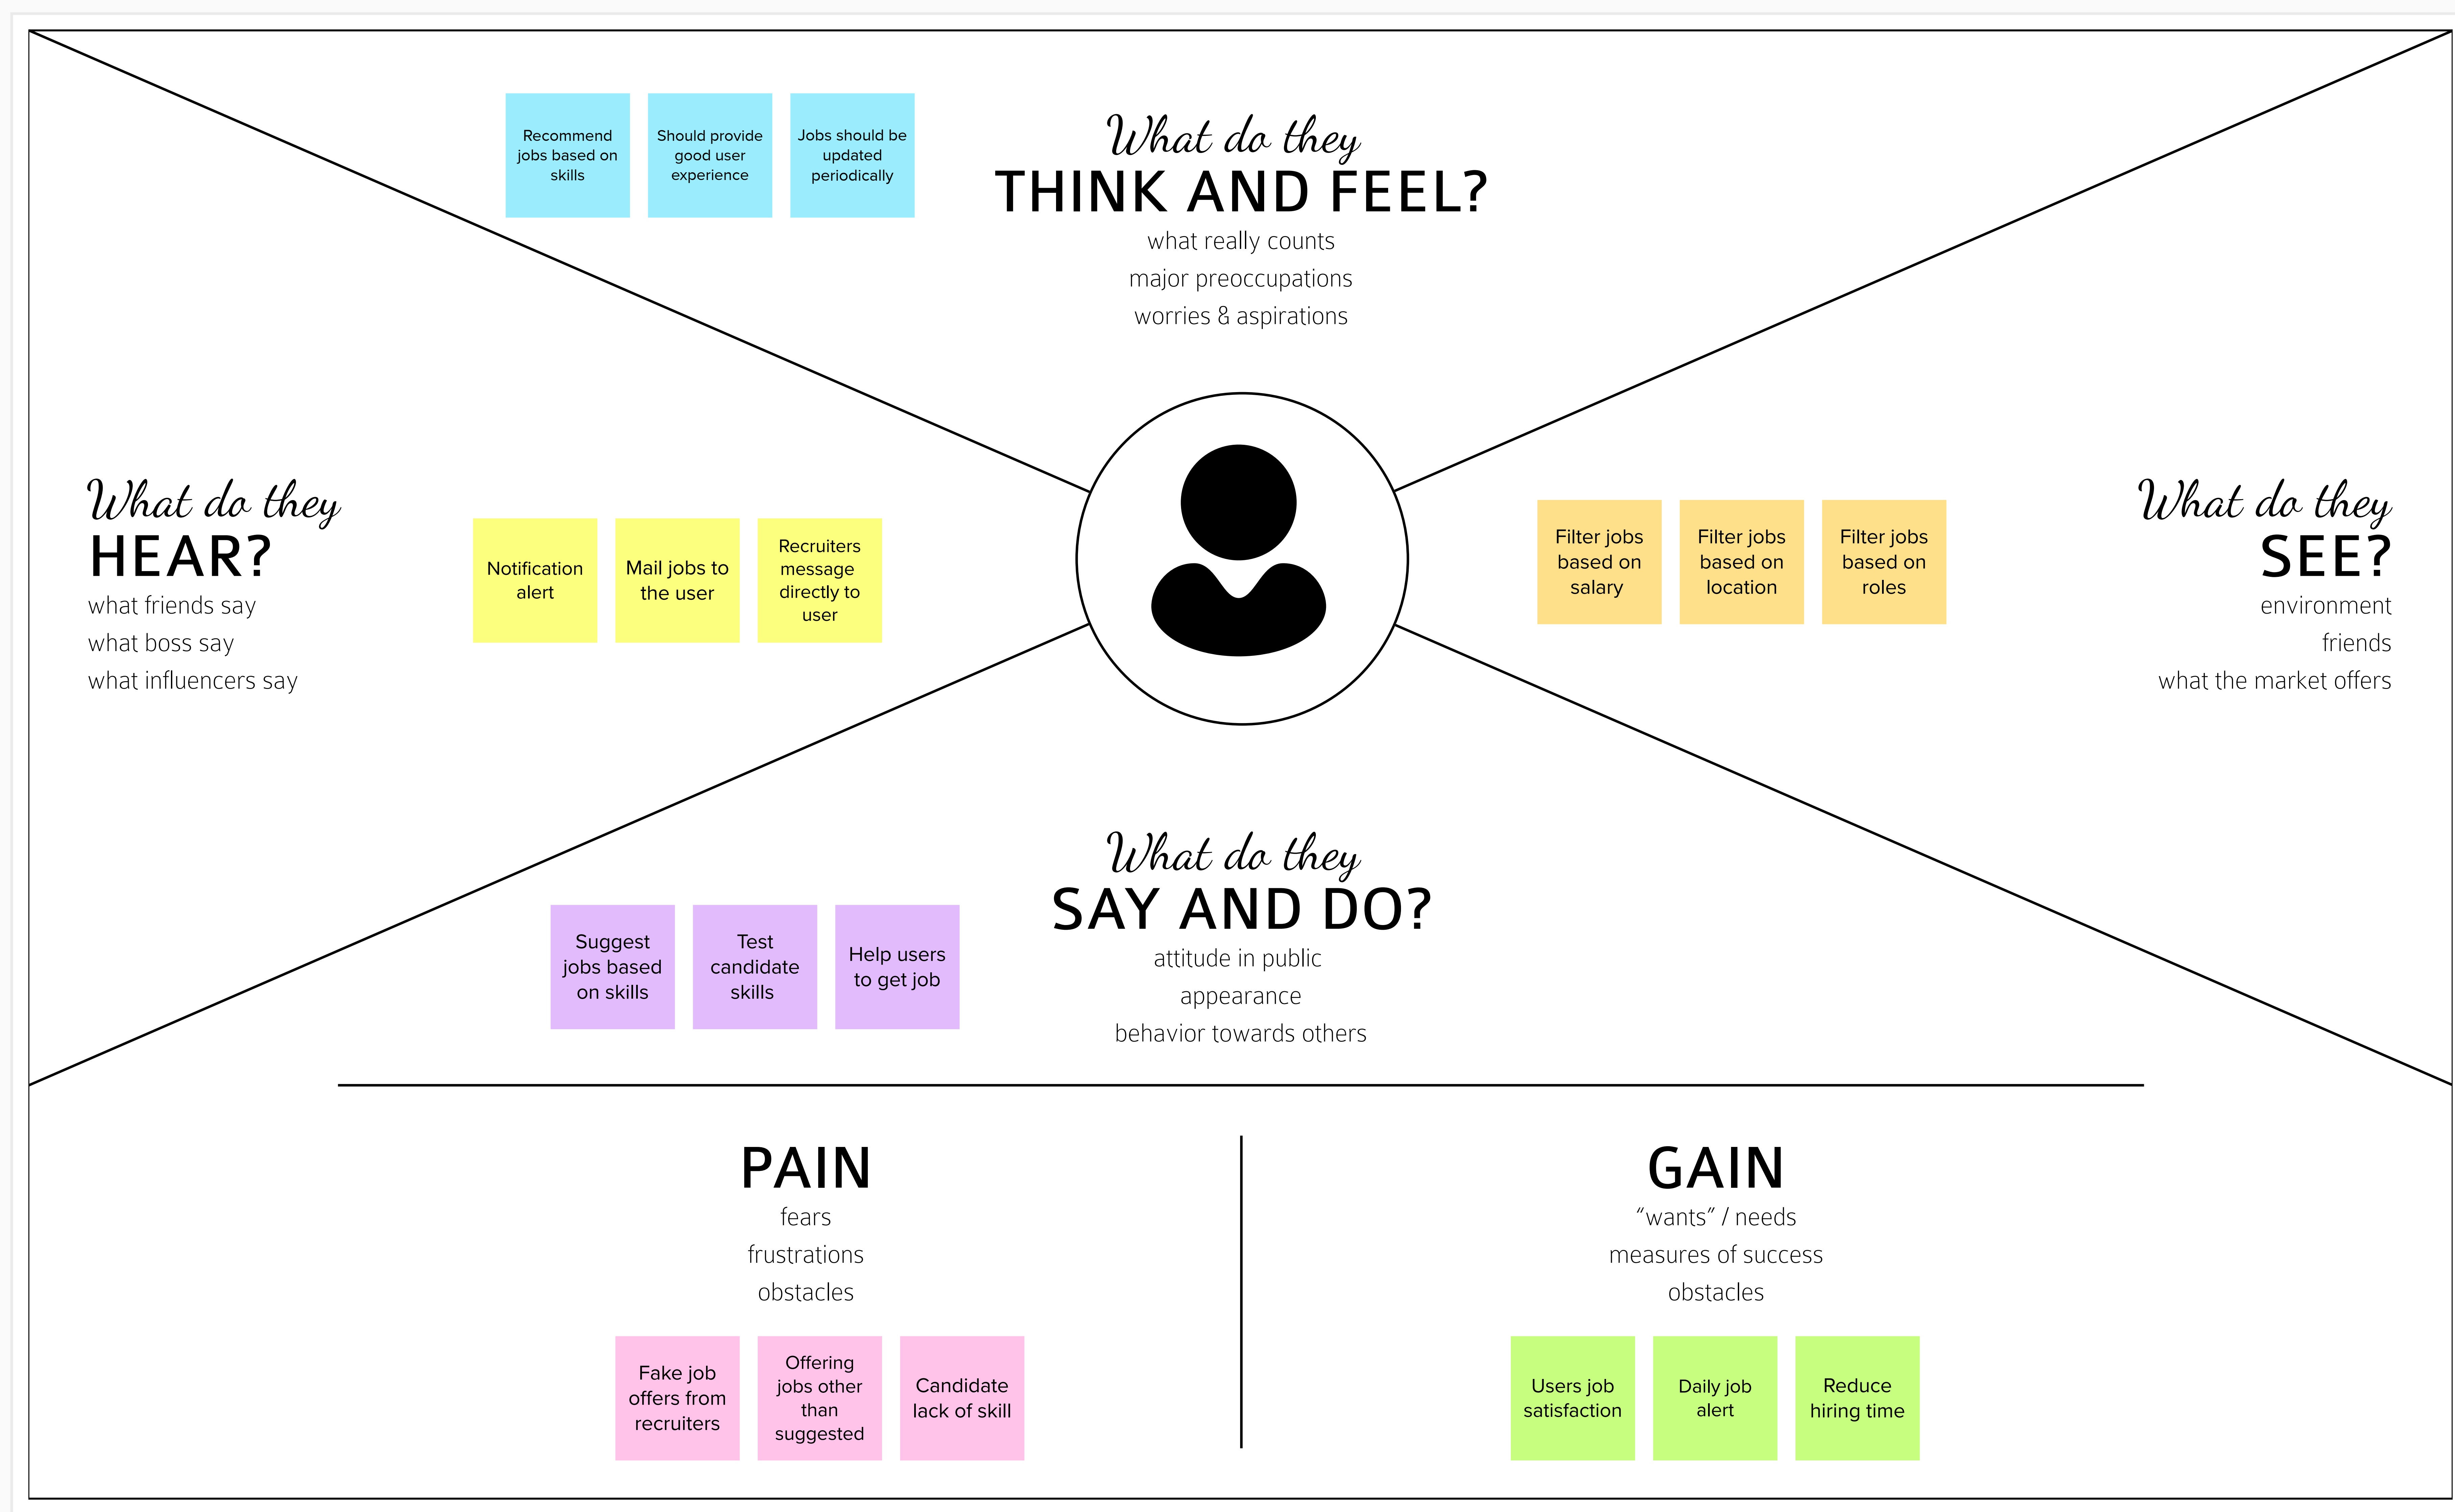 Recommend
jobs based on
skills
Should provide
good user
experience
Jobs should be
updated
periodically
What do they
THINK AND FEEL?
what really counts
major preoccupations
worries & aspirations
What do they
HEAR?
what friends say
what boss say
what influencers say
Notification
alert
Mail jobs to
the user
Recruiters
message
directly to
user
Filter jobs
based on
salary
Filter jobs
based on
location
Filter jobs
based on
roles
What do they
SEE?
environment
friends
what the market offers
Suggest
jobs based
on skills
Test
candidate
skills
Help users
to get job
What do they
SAY AND DO?
attitude in public
appearance
behavior towards others
PAIN
fears
frustrations
obstacles
Fake job
offers from
recruiters
Offering
jobs other
than
suggested
Candidate
lack of skill
GAIN
“wants” / needs
measures of success
obstacles
Users job
satisfaction
Daily job
alert
Reduce
hiring time